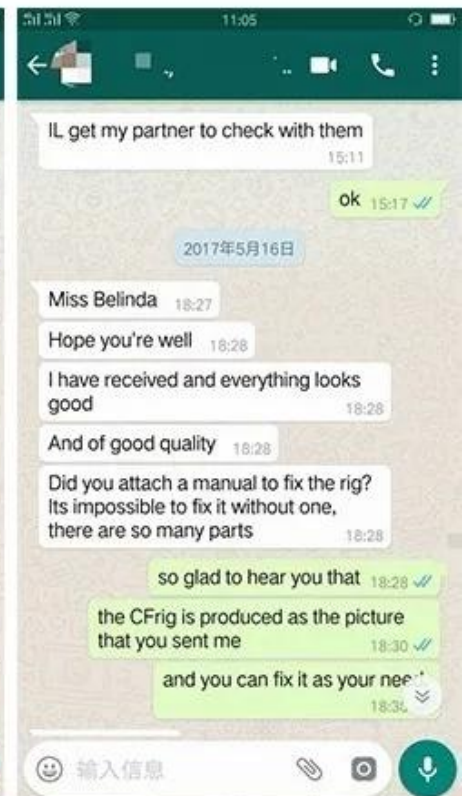 11:05
IL get my partner to check with them
15:11
ok 15:17
2017年5月16日
Miss Belinda 18:27
Hope you're well 18:28
I have received and everything looks
good
18:28
And of good quality 18:28
Did you attach a manual to fix the rig?
Its impossible to fix it without one,
there are so many parts
18:28
so glad to hear you that 18:28
the CFrig is produced as the picture
that you sent me
18:30
and you can fix it as your need
输入信息